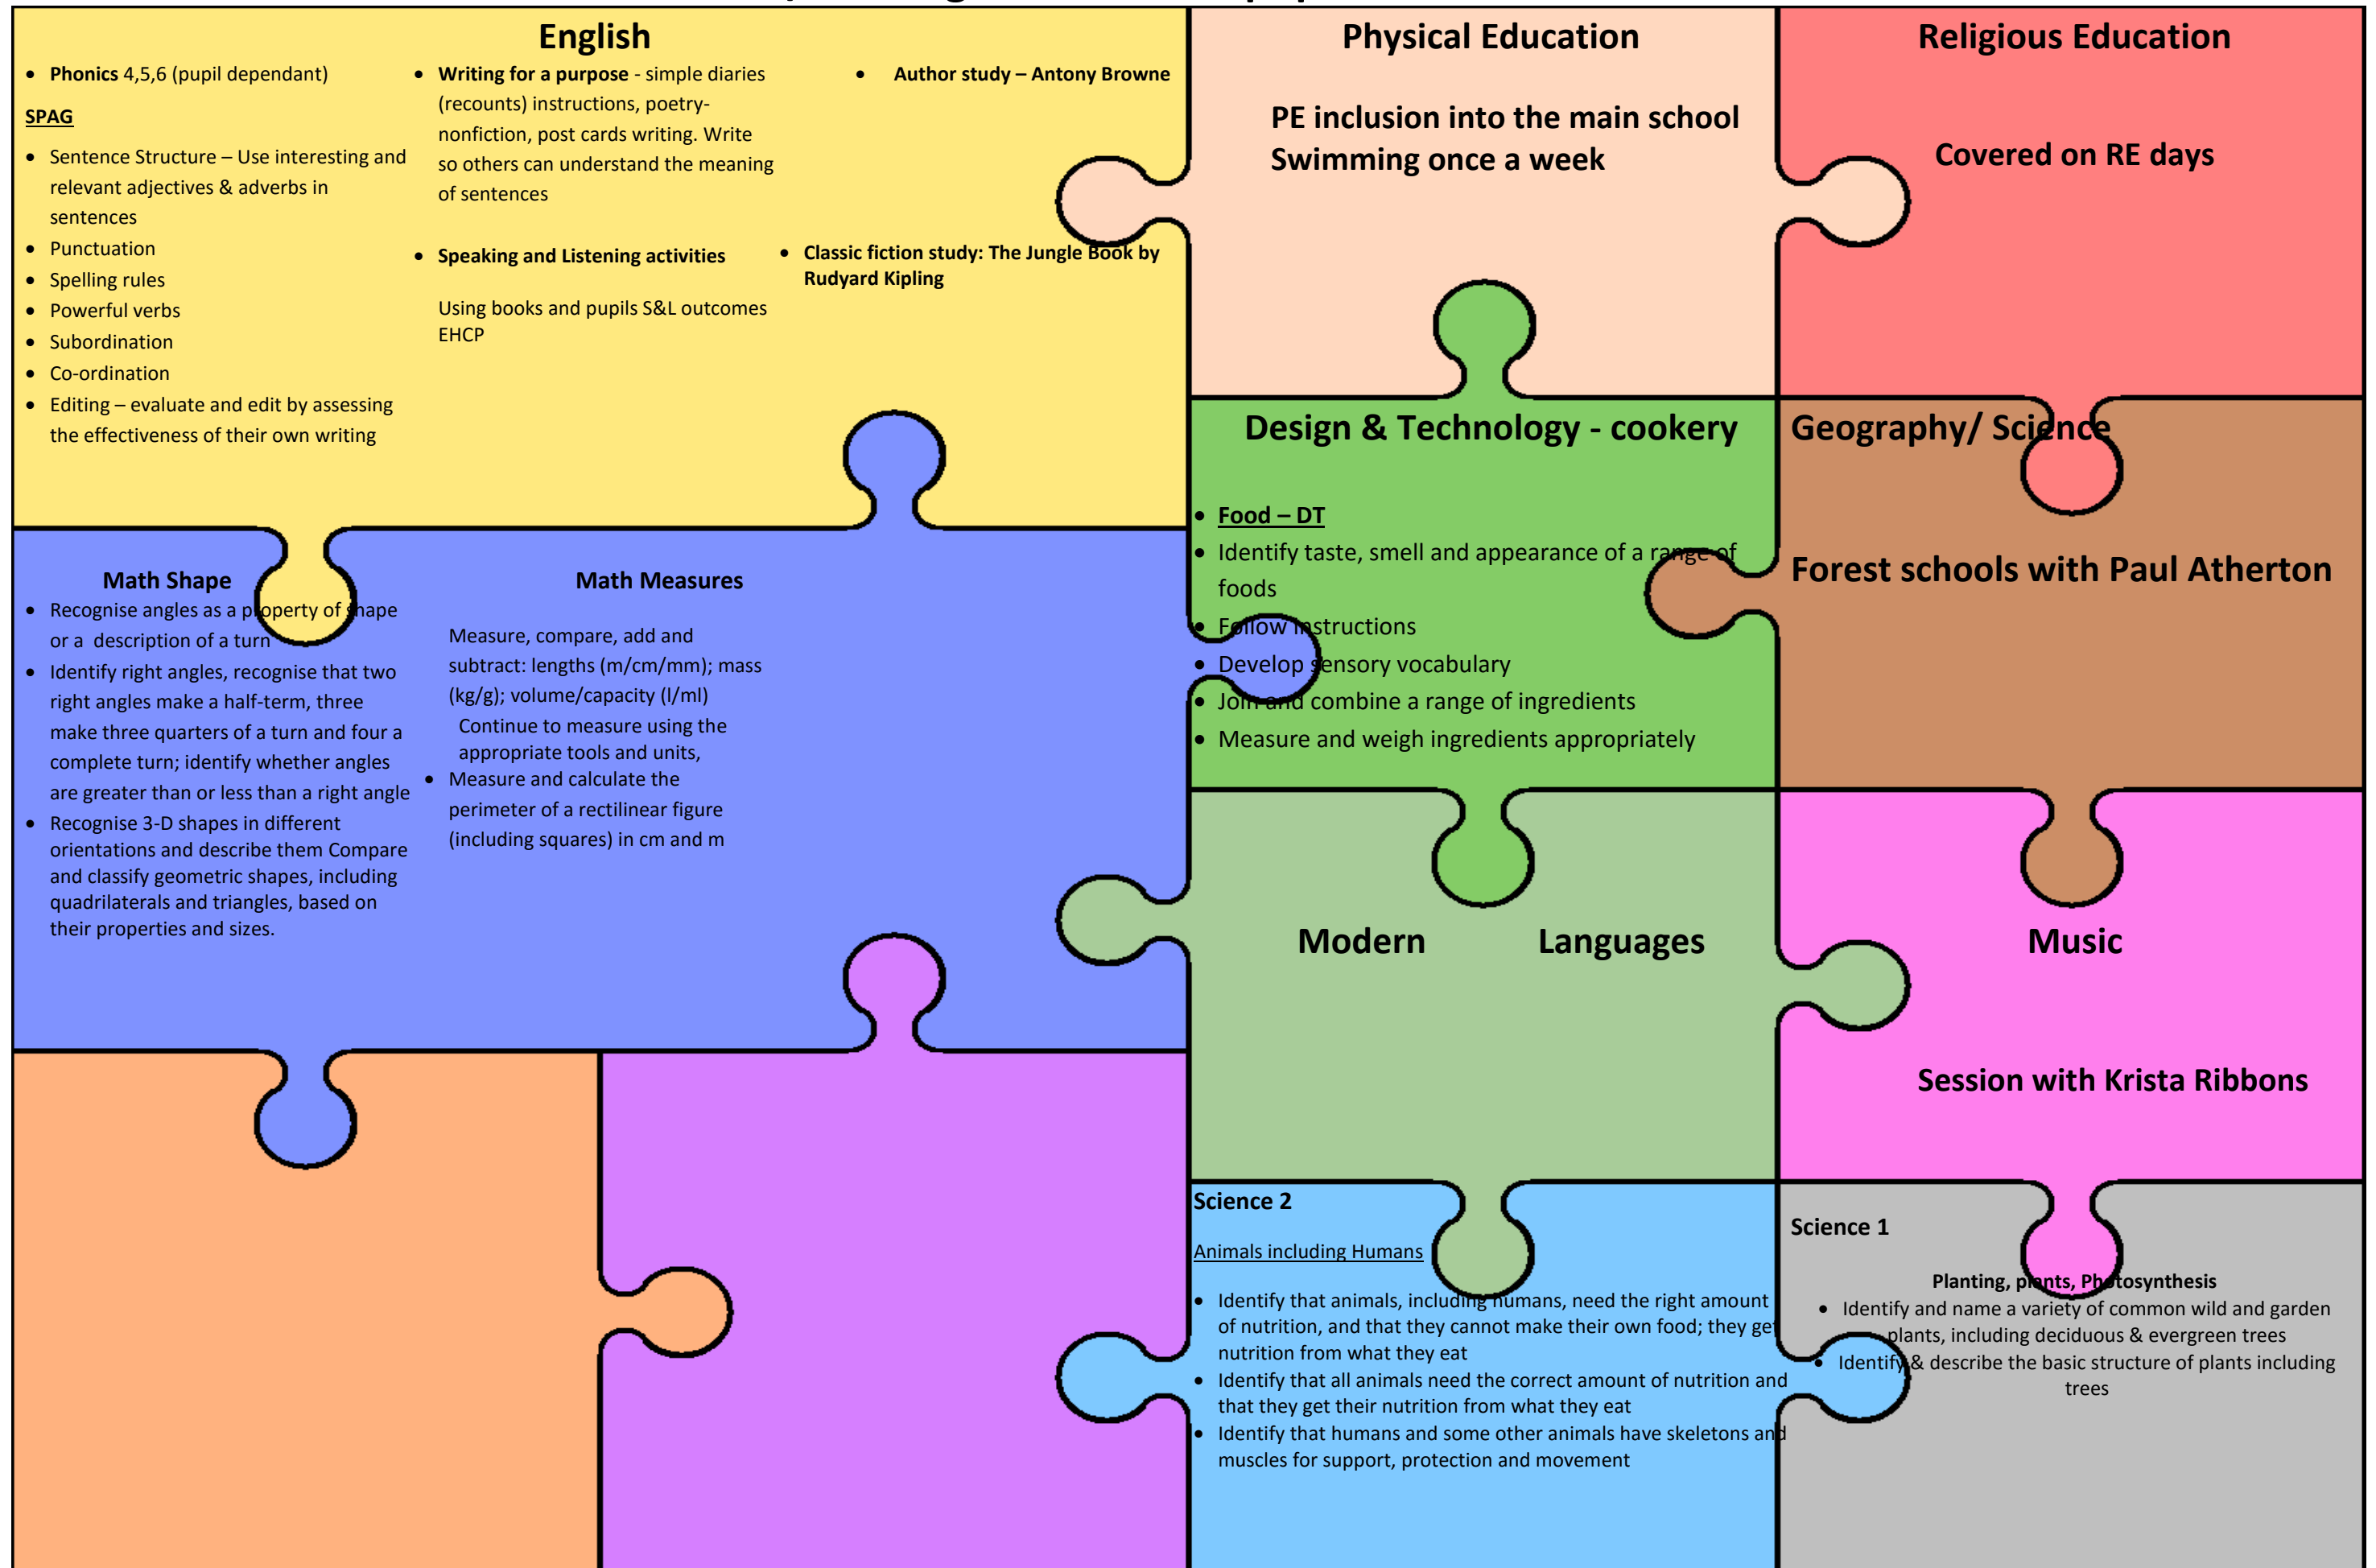 English
• Phonics 4,5,6 (pupil dependant)
SPAG
• Sentence Structure – Use interesting and
relevant adjectives & adverbs in
sentences
• Punctuation
• Spelling rules
• Powerful verbs
• Subordination
• Co-ordination
• Editing – evaluate and edit by assessing
the effectiveness of their own writing
• Writing for a purpose - simple diaries
(recounts) instructions, poetry-
nonfiction, post cards writing. Write
so others can understand the meaning
of sentences
• Speaking and Listening activities
Using books and pupils S&L outcomes
EHCP
• Author study – Antony Browne
• Classic fiction study: The Jungle Book by
Rudyard Kipling
Physical Education
PE inclusion into the main school
Swimming once a week
Religious Education
Covered on RE days
Math Shape
• Recognise angles as a property of shape
or a description of a turn
• Identify right angles, recognise that two
right angles make a half-term, three
make three quarters of a turn and four a
complete turn; identify whether angles
are greater than or less than a right angle
• Recognise 3-D shapes in different
orientations and describe them Compare
and classify geometric shapes, including
quadrilaterals and triangles, based on
their properties and sizes.
Math Measures
Measure, compare, add and
subtract: lengths (m/cm/mm); mass
(kg/g); volume/capacity (l/ml)
Continue to measure using the
appropriate tools and units,
• Measure and calculate the
perimeter of a rectilinear figure
(including squares) in cm and m
Design & Technology - cookery
• Food – DT
• Identify taste, smell and appearance of a range of
foods
• Follow instructions
• Develop sensory vocabulary
• Join and combine a range of ingredients
• Measure and weigh ingredients appropriately
Geography/ Science
Forest schools with Paul Atherton
Modern Languages
Music
Session with Krista Ribbons
Science 2
Animals including Humans
• Identify that animals, including humans, need the right amount
of nutrition, and that they cannot make their own food; they get
nutrition from what they eat
• Identify that all animals need the correct amount of nutrition and
that they get their nutrition from what they eat
• Identify that humans and some other animals have skeletons and
muscles for support, protection and movement
Science 1
Planting, plants, Photosynthesis
• Identify and name a variety of common wild and garden
plants, including deciduous & evergreen trees
• Identify & describe the basic structure of plants including
trees